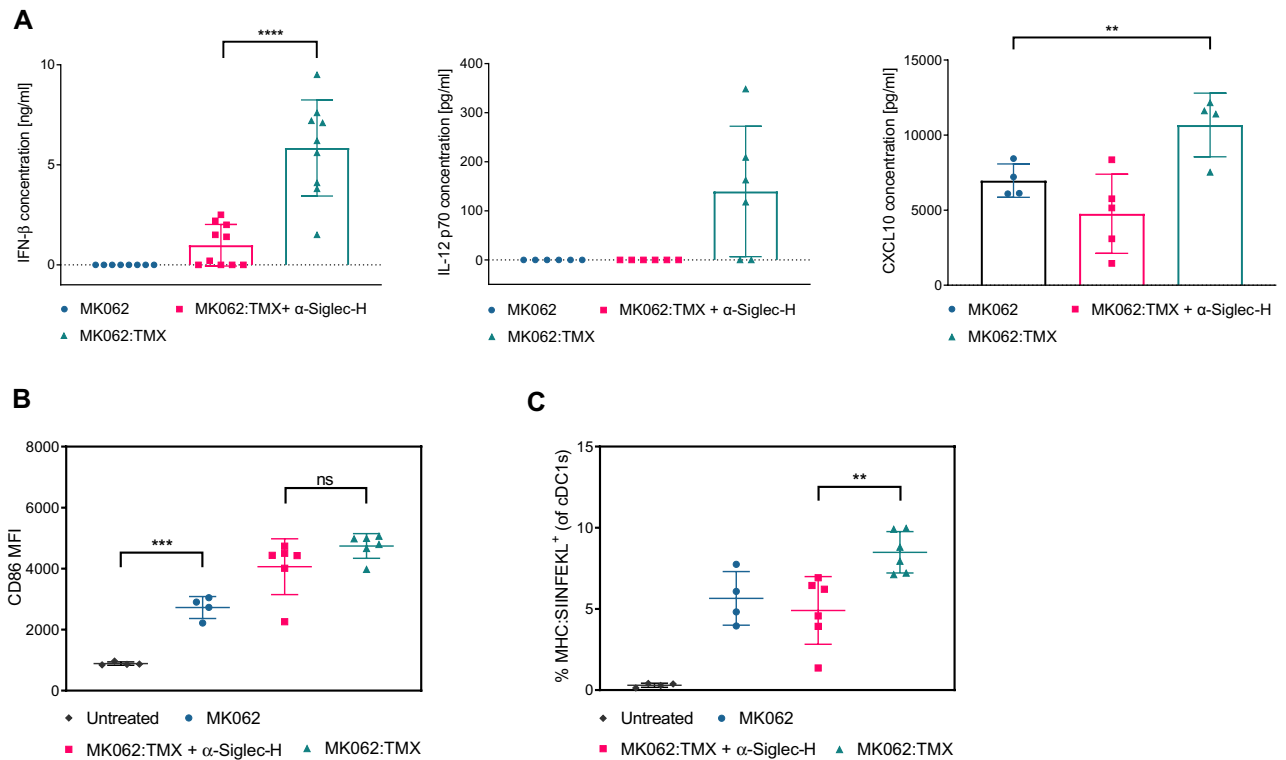 A
****
IFN-β concentration [ng/ml]
10
5
0
MK062
MK062:TMX+ α-Siglec-H
MK062:TMX
IL-12 p70 concentration [pg/ml]
400
300
200
100
0
MK062
MK062:TMX + α-Siglec-H
MK062:TMX
**
CXCL10 concentration [pg/ml]
15000
10000
5000
0
MK062
MK062:TMX + α-Siglec-H
MK062:TMX
B
CD86 MFI
8000
6000
4000
2000
0
***
ns
Untreated
MK062
MK062:TMX + α-Siglec-H
MK062:TMX
C
% MHC:SIINFEKL+ (of cDC1s)
15
10
5
0
**
Untreated
MK062
MK062:TMX + α-Siglec-H
MK062:TMX